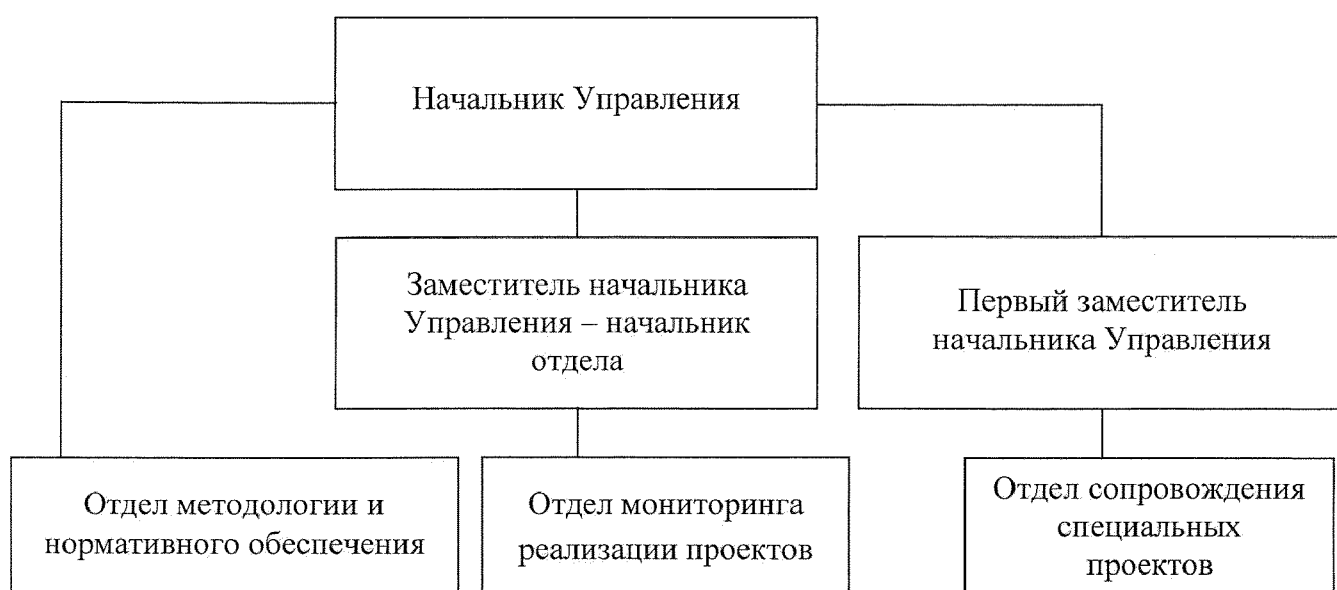 Начальник Управления
Заместитель начальника
Управления – начальник
отдела
Первый заместитель
начальника Управления
Отдел методологии и
нормативного обеспечения
Отдел мониторинга
реализации проектов
Отдел сопровождения
специальных
проектов